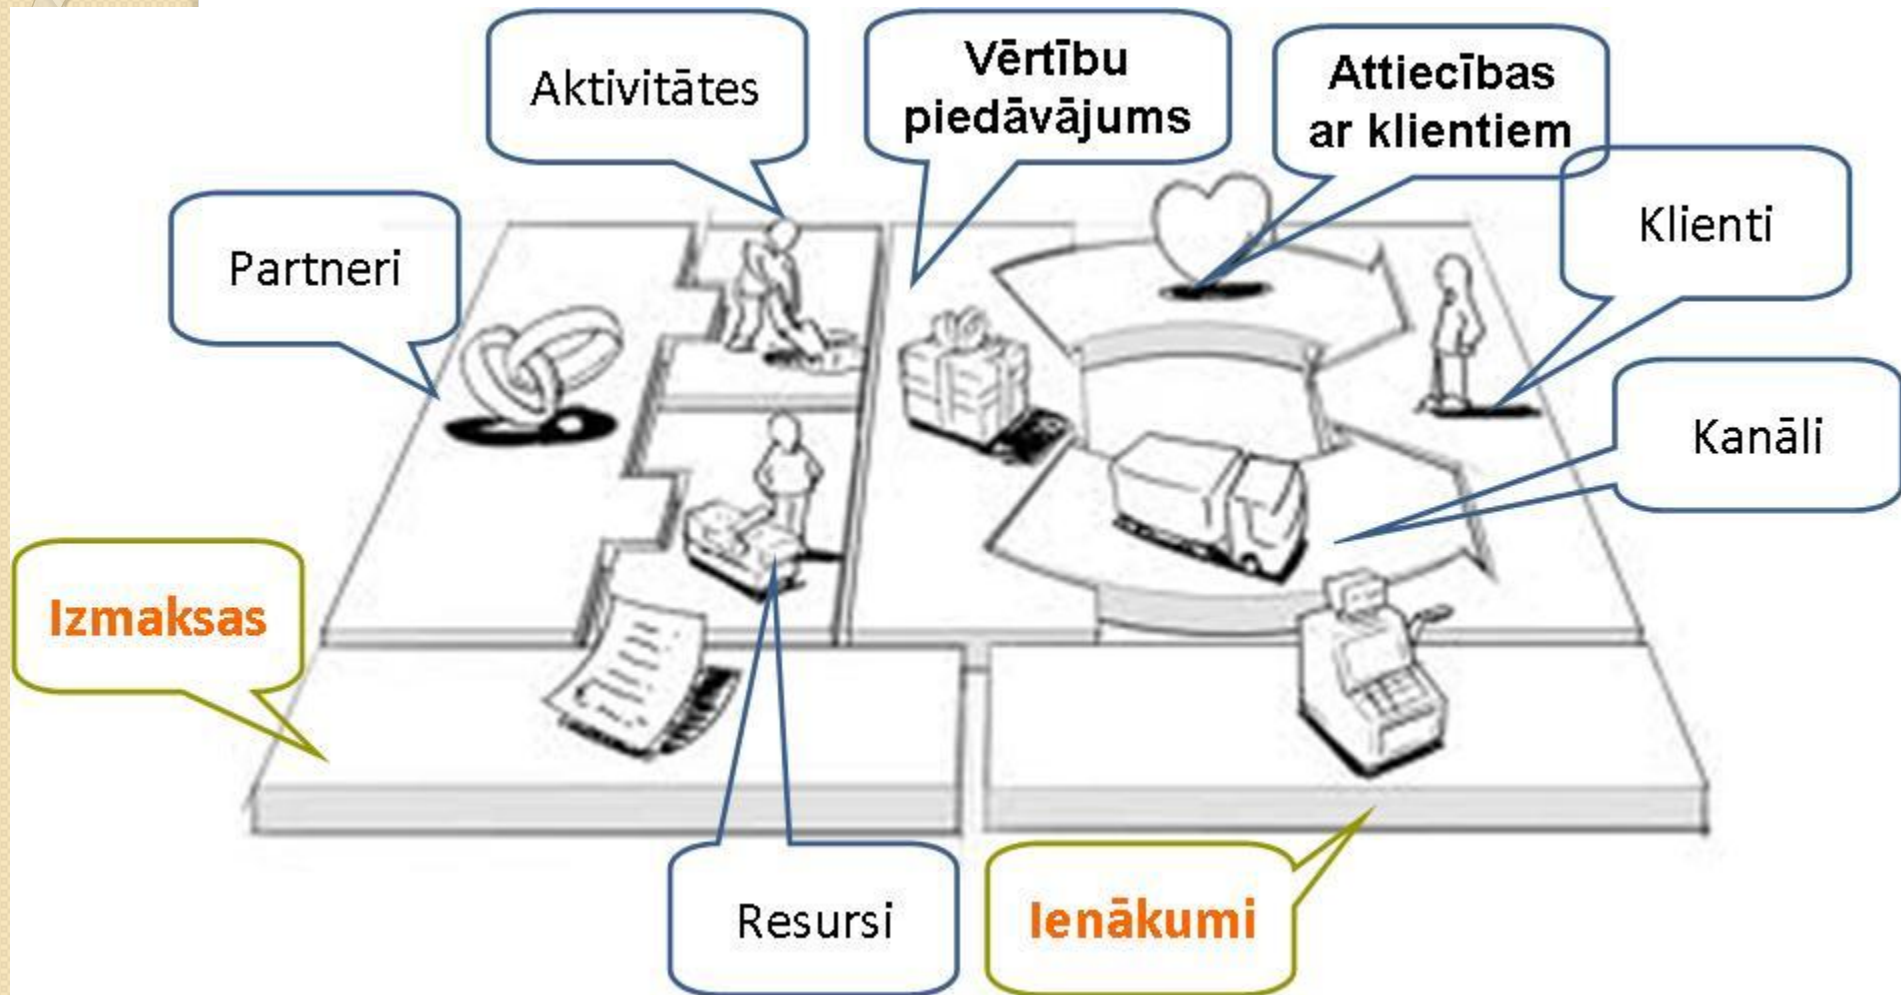 Aktivitātes
Vērtību
piedāvājums
Attiecības
ar klientiem
Klienti
Partneri
Kanāli
Izmaksas
Resursi
Ienākumi